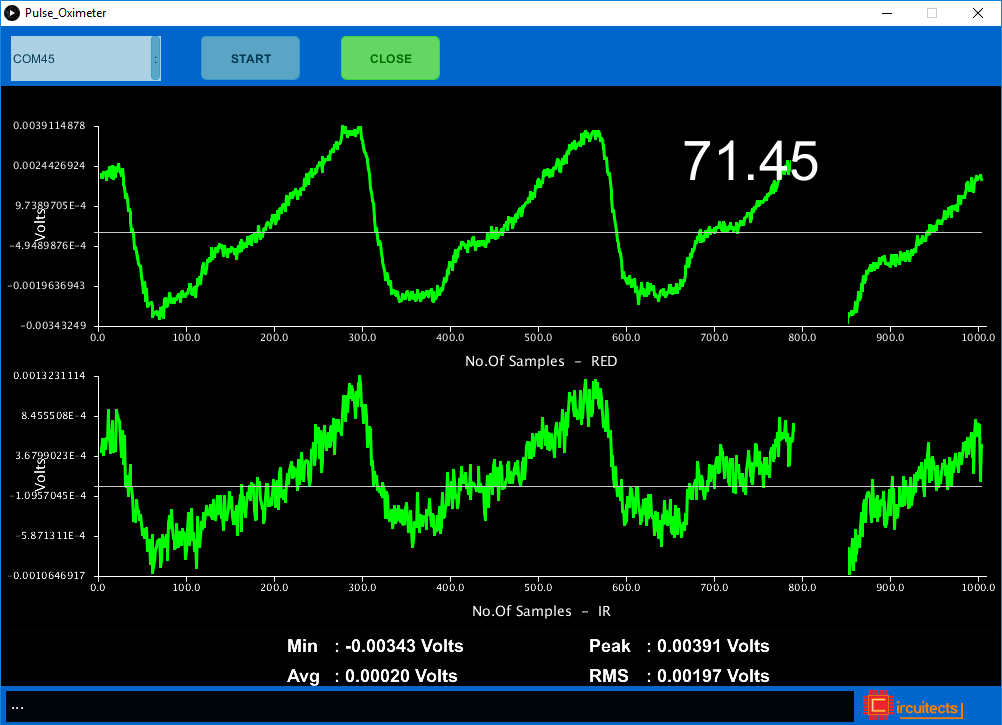 Pulse_Oximeter
COM45
:
START
CLOSE
71.45
0.0039114878
0.0024426924
9.7389705E-4
-4.9489876E-4
-0.0019636943
-0.00343249
Volts
0.0 100.0 200.0 300.0 400.0 500.0 600.0 700.0 800.0 900.0 1000.0
No.Of Samples - RED
0.0013231114
8.455508E-4
3.6799023E-4
-1.0957045E-4
-5.871311E-4
-0.0010646917
Volts
0.0 100.0 200.0 300.0 400.0 500.0 600.0 700.0 800.0 900.0 1000.0
No.Of Samples - IR
Min : -0.00343 Volts Peak : 0.00391 Volts
Avg : 0.00020 Volts RMS : 0.00197 Volts
...
Circuitects